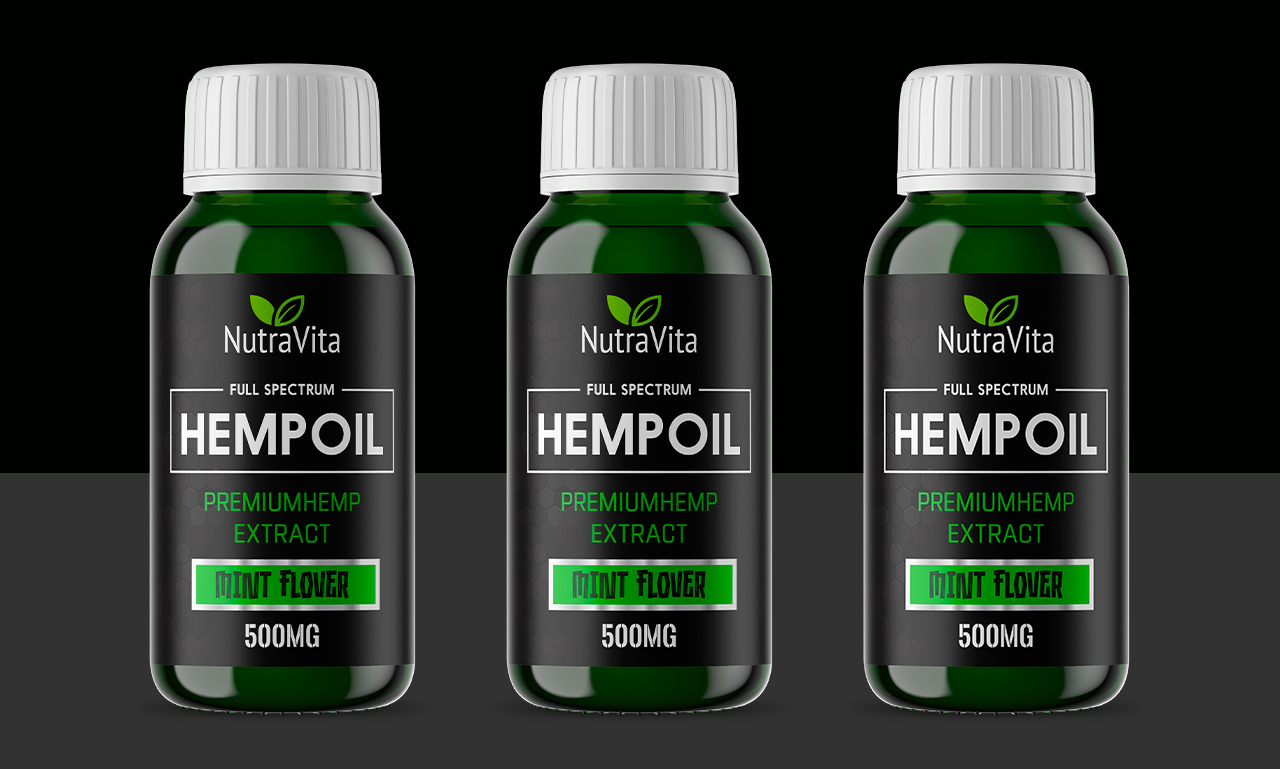 NutraVita
FULL SPECTRUM
HEMPOIL
PREMIUMHEMP
EXTRACT
MINT FLOVER
500MG
NutraVita
FULL SPECTRUM
HEMPOIL
PREMIUMHEMP
EXTRACT
MINT FLOVER
500MG
NutraVita
FULL SPECTRUM
HEMPOIL
PREMIUMHEMP
EXTRACT
MINT FLOVER
500MG